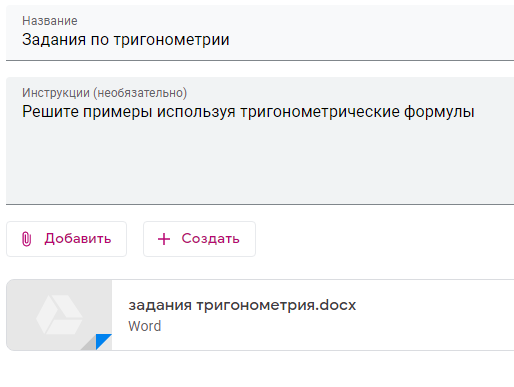 Название
Задания по тригонометрии
Инструкции (необязательно)
Решите примеры используя тригонометрические формулы
Добавить
Создать
задания тригонометрия.docx
Word